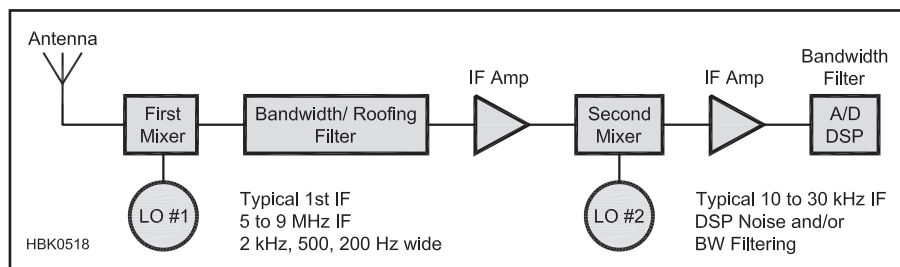 Antenna
First
Mixer
LO #1
Bandwidth/ Roofing
Filter
Typical 1st IF
5 to 9 MHz IF
2 kHz, 500, 200 Hz wide
IF Amp
Second
Mixer
LO #2
IF Amp
Bandwidth
Filter
A/D
DSP
Typical 10 to 30 kHz IF
DSP Noise and/or
BW Filtering
HBK0518